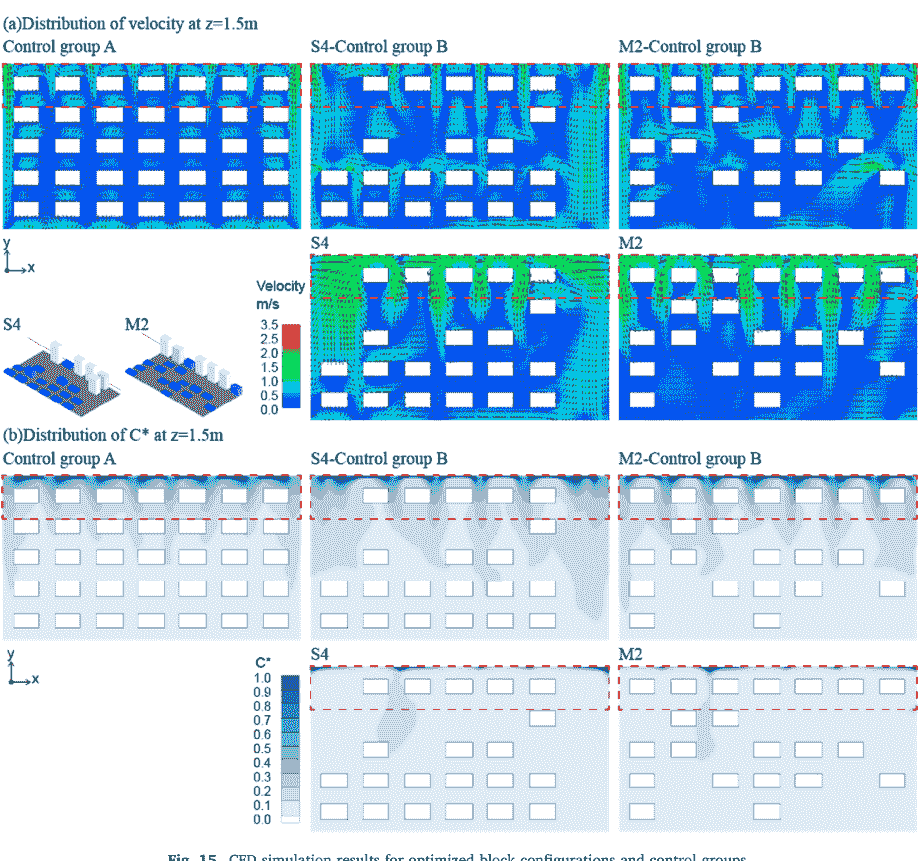 (a)Distribution of velocity at z=1.5m
Control group A
S4-Control group B
M2-Control group B
y
x
S4
M2
Velocity
m/s
3.5
2.5
2.0
1.5
1.0
0.5
0.0
S4
M2
(b)Distribution of C* at z=1.5m
Control group A
S4-Control group B
M2-Control group B
y
x
C*
1.0
0.9
0.8
0.7
0.6
0.5
0.4
0.3
0.2
0.1
0.0
S4
M2
Fig. 15. CFD simulation results for optimized block configurations and control groups.